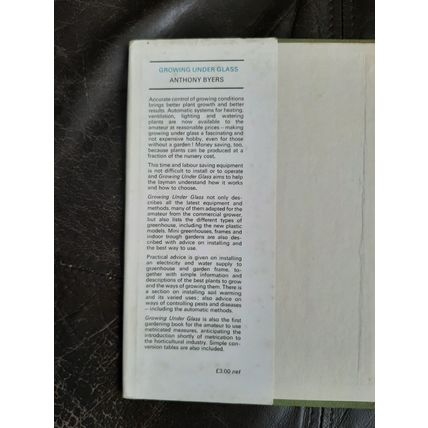 GROWING UNDER GLASS
ANTHONY BYERS
Accurate control of growing conditions
brings better plant growth and better
results. Automatic systems for heating,
ventilation, lighting and watering
plants are now available to the
amateur at reasonable prices – making
growing under glass a fascinating and
not expensive hobby, even for those
without a garden! Money saving, too,
because plants can be produced at a
fraction of the nursery cost.
This time and labour saving equipment
is not difficult to install or to operate
and Growing Under Glass aims to help
the layman understand how it works
and how to choose.
Growing Under Glass not only des-
cribes all the latest equipment and
methods, many of them adapted for the
amateur from the commercial grower,
but also lists the different types of
greenhouse, including the new plastic
models. Mini greenhouses, frames and
indoor trough gardens are also des-
cribed with advice on installing and
the best way to use.
Practical advice is given on installing
an electricity and water supply to
greenhouse and garden frame, to-
gether with simple information and
descriptions of the best plants to grow
and the ways of growing them. There is
a section on installing soil warming
and its varied uses; also advice on
ways of controlling pests and diseases
– including the automatic methods.
Growing Under Glass is also the first
gardening book for the amateur to use
metricated measures, anticipating the
introduction shortly of metrication to
the horticultural industry. Simple con-
version tables are also included.
£3.00 net